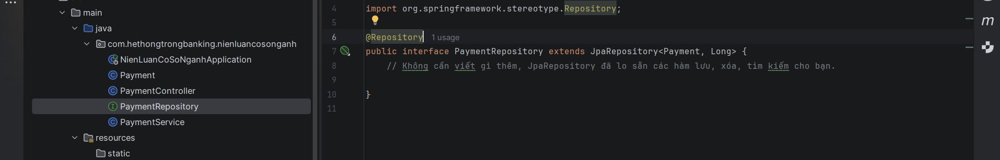 main
java
com.hethongtrongbanking.nienluancosonganh
NienLuanCoSoNganhApplication
Payment
PaymentController
PaymentRepository
PaymentService
resources
static
4 import org.springframework.stereotype.Repository;
5
6 @Repository 1 usage
7 public interface PaymentRepository extends JpaRepository<Payment, Long> {
8 // Không cần viết gì thêm, JpaRepository đã lo sẵn các hàm lưu, xóa, tìm kiếm cho bạn.
9
10 }
11
m